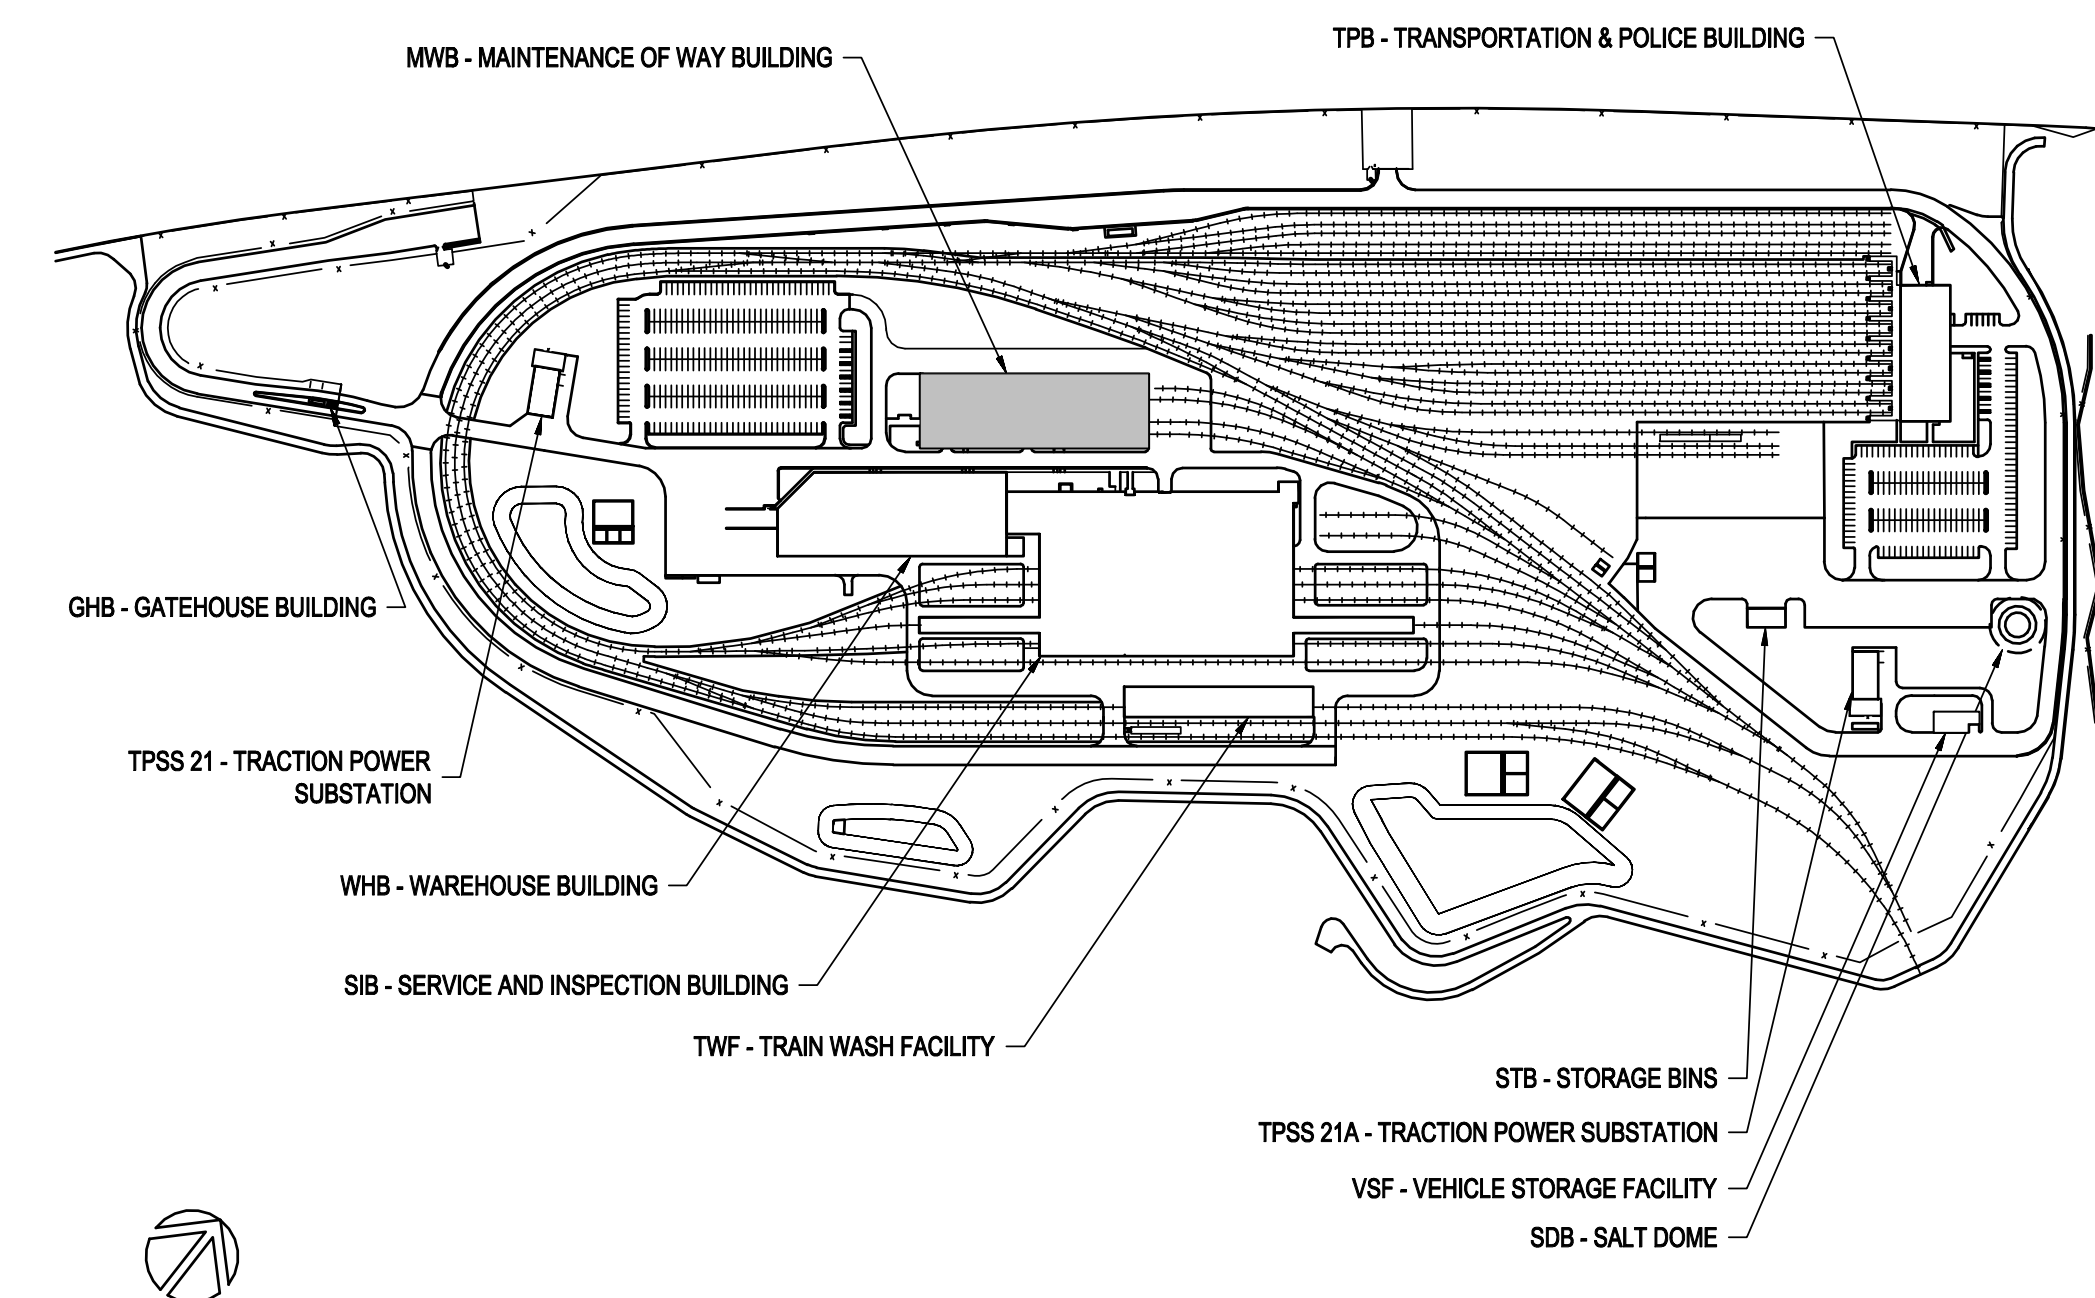 TPB - TRANSPORTATION & POLICE BUILDING
MWB - MAINTENANCE OF WAY BUILDING
GHB - GATEHOUSE BUILDING
TPSS 21 - TRACTION POWER
SUBSTATION
WHB - WAREHOUSE BUILDING
SIB - SERVICE AND INSPECTION BUILDING
TWF - TRAIN WASH FACILITY
STB - STORAGE BINS
TPSS 21A - TRACTION POWER SUBSTATION
VSF - VEHICLE STORAGE FACILITY
SDB - SALT DOME